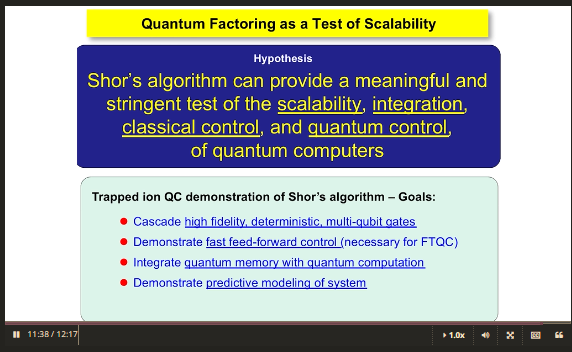 Quantum Factoring as a Test of Scalability
Hypothesis
Shor's algorithm can provide a meaningful and
stringent test of the scalability, integration,
classical control, and quantum control,
of quantum computers
Trapped ion QC demonstration of Shor's algorithm – Goals:
Cascade high fidelity, deterministic, multi-qubit gates
Demonstrate fast feed-forward control (necessary for FTQC)
Integrate quantum memory with quantum computation
Demonstrate predictive modeling of system
11:38 / 12:17
1.0x
CC